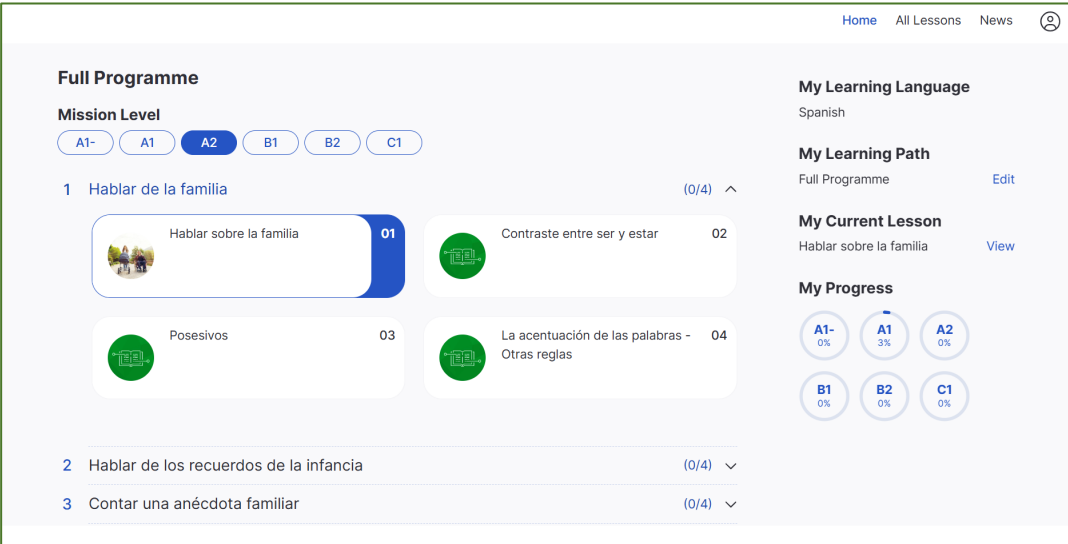 Home All Lessons News
Full Programme
Mission Level
A1- A1 A2 B1 B2 C1
1 Hablar de la familia (0/4)
Hablar sobre la familia 01
Contraste entre ser y estar 02
Posesivos 03
La acentuación de las palabras - 04
Otras reglas
2 Hablar de los recuerdos de la infancia (0/4)
3 Contar una anécdota familiar (0/4)
My Learning Language
Spanish
My Learning Path
Full Programme Edit
My Current Lesson
Hablar sobre la familia View
My Progress
A1- A1 A2
0% 3% 0%
B1 B2 C1
0% 0% 0%